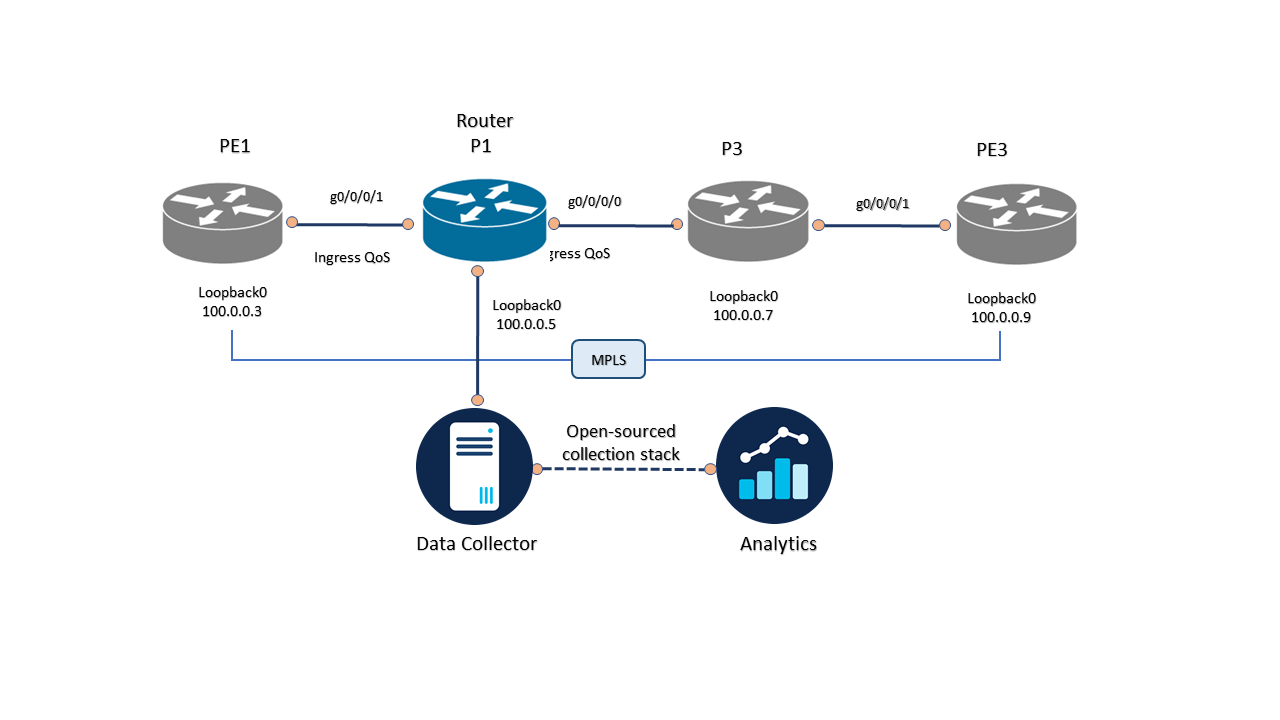 Router
P1
PE1
P3
PE3
g0/0/0/1
g0/0/0/0
g0/0/0/1
Ingress QoS
gress QoS
Loopback0
100.0.0.3
Loopback0
100.0.0.5
Loopback0
100.0.0.7
Loopback0
100.0.0.9
MPLS
Open-sourced
collection stack
Data Collector
Analytics